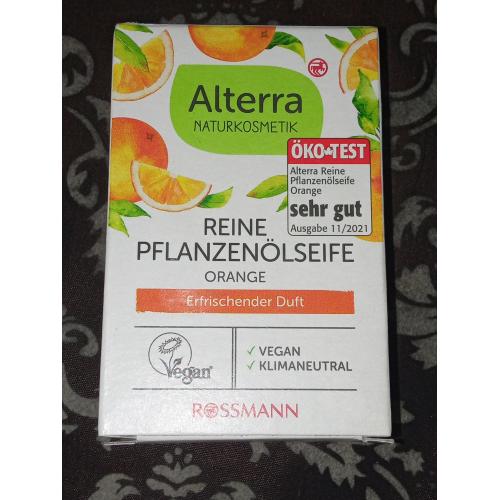 Alterra
NATURKOSMETIK
ÖKO TEST
Alterra Reine
Pflanzenölseife
Orange
sehr gut
Ausgabe 11/2021
REINE
PFLANZENÖLSEIFE
ORANGE
Erfrischender Duft
Vegan
✓ VEGAN
✓ KLIMANEUTRAL
ROSSMANN